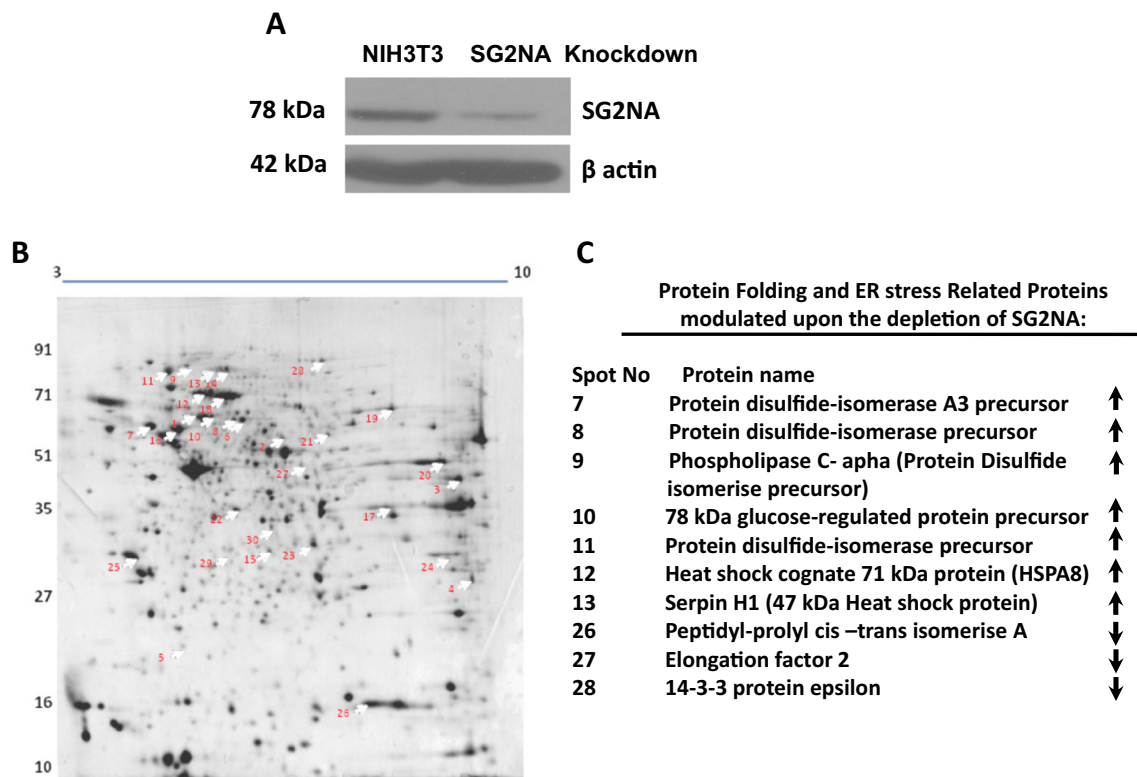 A
NIH3T3 SG2NA Knockdown
78 kDa SG2NA
42 kDa β actin
B
3 10
91
71
51
35
27
16
10
11 9 13 14 28
12 18 19
7 16 1 10 8 6 2 21
27 20 3
22 17
30
25 29 15 23 24
4
5
26
C
Protein Folding and ER stress Related Proteins
modulated upon the depletion of SG2NA:
Spot No Protein name
7 Protein disulfide-isomerase A3 precursor ↑
8 Protein disulfide-isomerase precursor ↑
9 Phospholipase C- apha (Protein Disulfide ↑
isomerise precursor)
10 78 kDa glucose-regulated protein precursor ↑
11 Protein disulfide-isomerase precursor ↑
12 Heat shock cognate 71 kDa protein (HSPA8) ↑
13 Serpin H1 (47 kDa Heat shock protein) ↑
26 Peptidyl-prolyl cis –trans isomerise A ↓
27 Elongation factor 2 ↓
28 14-3-3 protein epsilon ↓